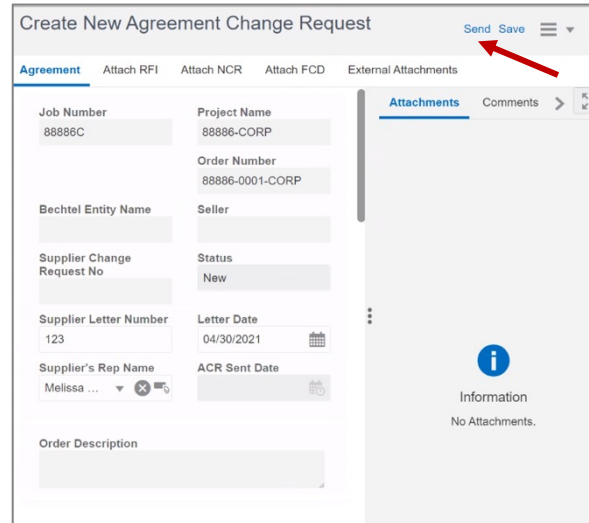 Create New Agreement Change Request
Send Save
Agreement Attach RFI Attach NCR Attach FCD External Attachments
Attachments Comments
Job Number Project Name
88886C 88886-CORP
Order Number
88886-0001-CORP
Bechtel Entity Name Seller
Supplier Change
Request No
Status
New
Supplier Letter Number Letter Date
123 04/30/2021
Supplier's Rep Name ACR Sent Date
Melissa ...
Order Description
Information
No Attachments.